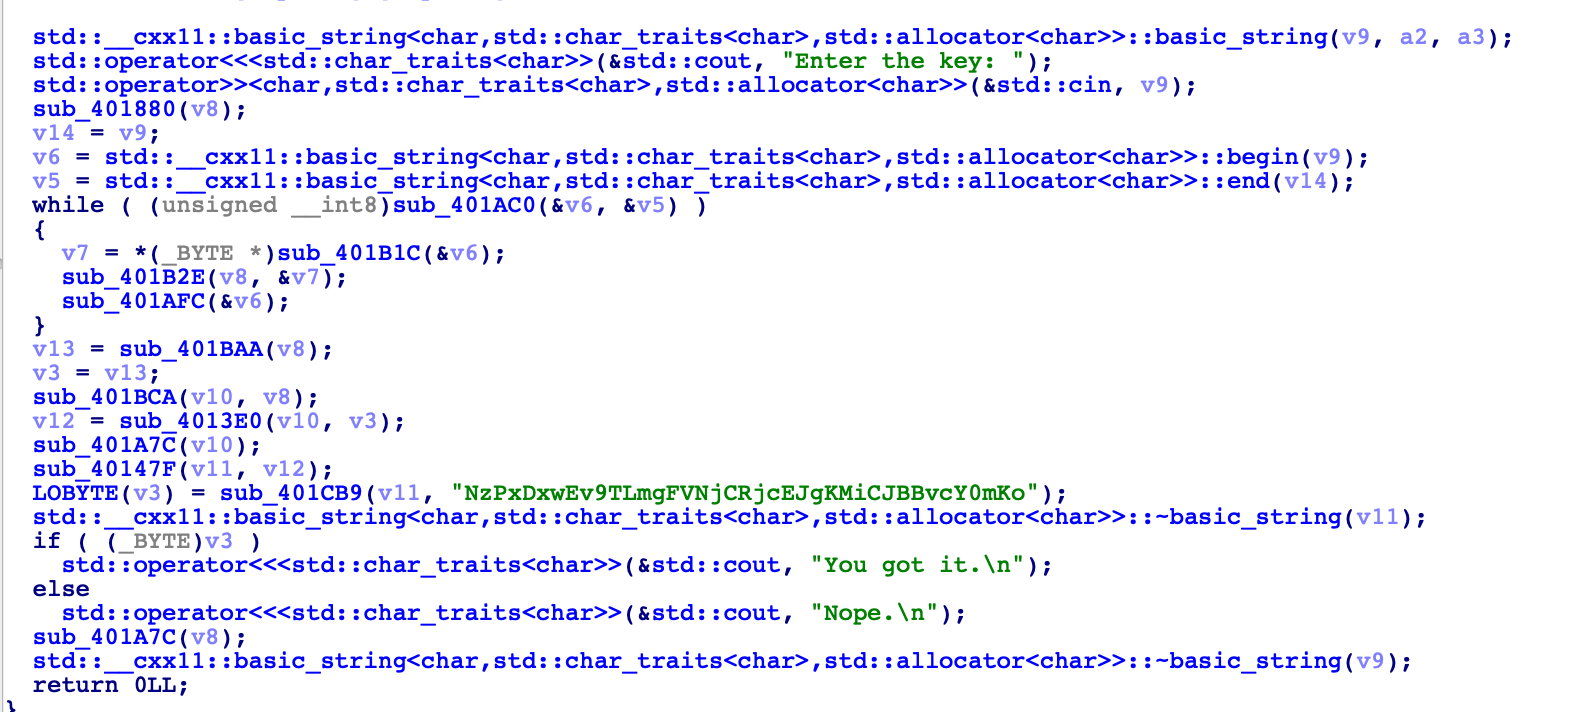 std::__cxx11::basic_string<char,std::char_traits<char>,std::allocator<char>>::basic_string(v9, a2, a3);
std::operator<<<std::char_traits<char>>(&std::cout, "Enter the key: ");
std::operator>><char,std::char_traits<char>,std::allocator<char>>(&std::cin, v9);
sub_401880(v8);
v14 = v9;
v6 = std::__cxx11::basic_string<char,std::char_traits<char>,std::allocator<char>>::begin(v9);
v5 = std::__cxx11::basic_string<char,std::char_traits<char>,std::allocator<char>>::end(v14);
while ( (unsigned __int8)sub_401AC0(&v6, &v5) )
{
  v7 = *(_BYTE *)sub_401B1C(&v6);
  sub_401B2E(v8, &v7);
  sub_401AFC(&v6);
}
v13 = sub_401BAA(v8);
v3 = v13;
sub_401BCA(v10, v8);
v12 = sub_4013E0(v10, v3);
sub_401A7C(v10);
sub_40147F(v11, v12);
LOBYTE(v3) = sub_401CB9(v11, "NzPxDxwEv9TLmgFVNjCRjcEJgKMiCJBBvcY0mKo");
std::__cxx11::basic_string<char,std::char_traits<char>,std::allocator<char>>::~basic_string(v11);
if ( (_BYTE)v3 )
  std::operator<<<std::char_traits<char>>(&std::cout, "You got it.\n");
else
  std::operator<<<std::char_traits<char>>(&std::cout, "Nope.\n");
sub_401A7C(v8);
std::__cxx11::basic_string<char,std::char_traits<char>,std::allocator<char>>::~basic_string(v9);
return 0LL;
}